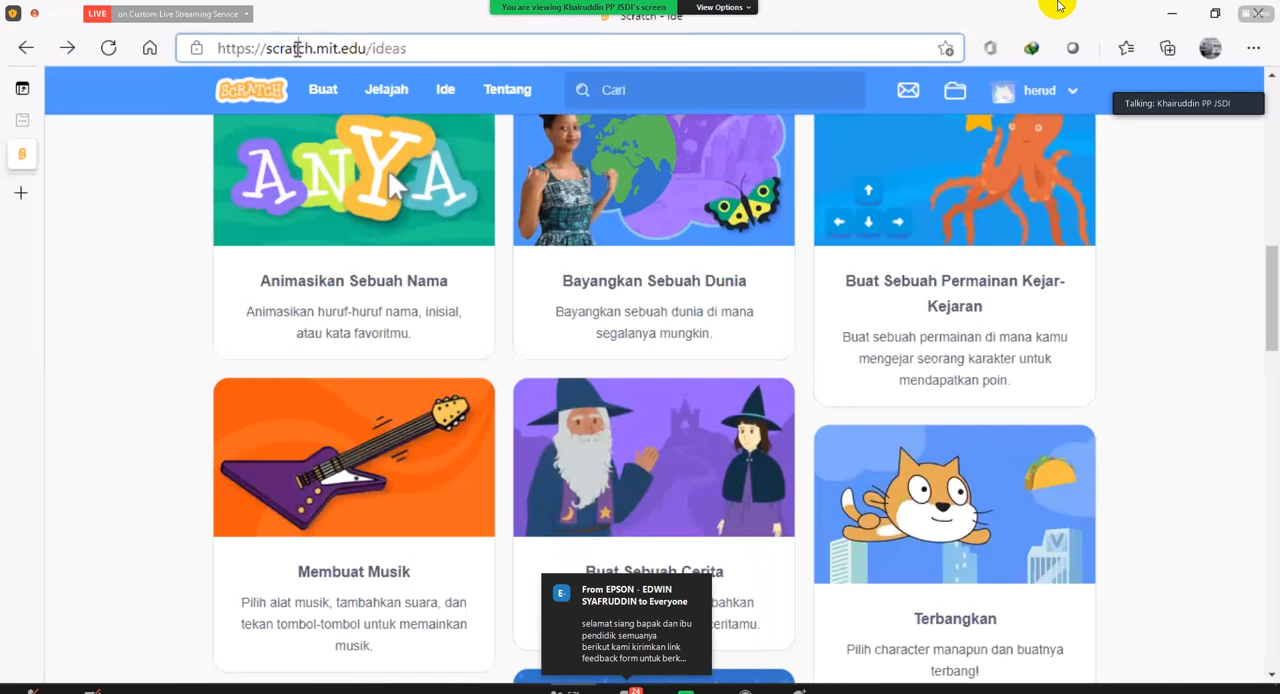 LIVE on Custom Live Streaming Service
You are viewing Khairuddin PP JSDI's screen
View Options
Scratch - Ide
https://scratch.mit.edu/ideas
SCRATCH
Buat
Jelajah
Ide
Tentang
Cari
herud
Talking: Khairuddin PP JSDI
ANYA
Animasikan Sebuah Nama
Animasikan huruf-huruf nama, inisial,
atau kata favoritmu.
Bayangkan Sebuah Dunia
Bayangkan sebuah dunia di mana
segalanya mungkin.
Buat Sebuah Permainan Kejar-
Kejaran
Buat sebuah permainan di mana kamu
mengejar seorang karakter untuk
mendapatkan poin.
Membuat Musik
Pilih alat musik, tambahkan suara, dan
tekan tombol-tombol untuk memainkan
musik.
Buat Sebuah Cerita
Terbangkan
Pilih character manapun dan buatnya
terbang!
E-
From EPSON - EDWIN
SYAFRUDDIN to Everyone
selamat siang bapak dan ibu
pendidik semuanya
berikut kami kirimkan link
feedback form untuk berk...
24